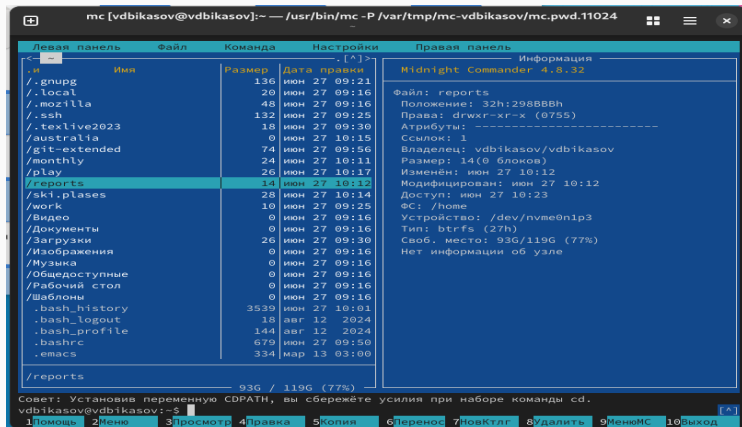 mc [vdbikasov@vdbikasov]:~ — /usr/bin/mc -P /var/tmp/mc-vdbikasov/mc.pwd.11024
~
Левая панель Файл Команда Настройки Правая панель
<─ ~ .[^]>
.и Имя Размер Дата правки
/.gnupg 136 июн 27 09:21
/.local 20 июн 27 09:16
/.mozilla 48 июн 27 09:16
/.ssh 132 июн 27 09:25
/.texlive2023 18 июн 27 09:30
/australia 0 июн 27 10:15
/git-extended 74 июн 27 09:56
/monthly 24 июн 27 10:11
/play 26 июн 27 10:17
/reports 14 июн 27 10:12
/ski.plases 28 июн 27 10:14
/work 10 июн 27 09:25
/Видео 0 июн 27 09:16
/Документы 0 июн 27 09:16
/Загрузки 26 июн 27 09:30
/Изображения 0 июн 27 09:16
/Музыка 0 июн 27 09:16
/Общедоступные 0 июн 27 09:16
/Рабочий стол 0 июн 27 09:16
/Шаблоны 0 июн 27 09:16
.bash_history 3539 июн 27 10:01
.bash_logout 18 авг 12 2024
.bash_profile 144 авг 12 2024
.bashrc 679 июн 27 09:50
.emacs 334 мар 13 03:00
/reports
93G / 119G (77%)
Информация
Midnight Commander 4.8.32
Файл: reports
Положение: 32h:298BBBh
Права: drwxr-xr-x (0755)
Атрибуты: ----------------------
Ссылок: 1
Владелец: vdbikasov/vdbikasov
Размер: 14(0 блоков)
Изменён: июн 27 10:12
Модифицирован: июн 27 10:12
Доступ: июн 27 10:23
ФС: /home
Устройство: /dev/nvme0n1p3
Тип: btrfs (27h)
Своб. место: 93G/119G (77%)
Нет информации об узле
Совет: Установив переменную CDPATH, вы сбережёте усилия при наборе команды cd.
vdbikasov@vdbikasov:~$ [^]
1Помощь 2Меню 3Просмотр 4Правка 5Копия 6Перенос 7НовКтлг 8Удалить 9МенюMC 10Выход